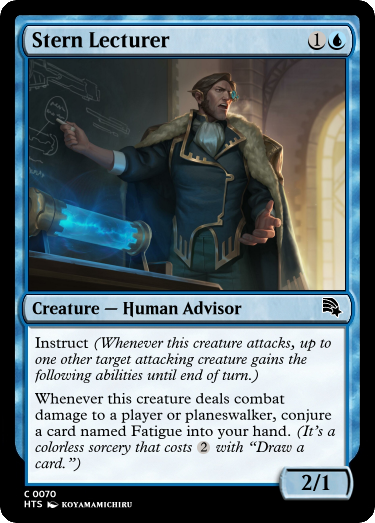 Stern Lecturer 1
Creature — Human Advisor
Instruct (Whenever this creature attacks, up to
one other target attacking creature gains the
following abilities until end of turn.)
Whenever this creature deals combat
damage to a player or planeswalker, conjure
a card named Fatigue into your hand. (It's a
colorless sorcery that costs 2 with “Draw a
card.”)
2/1
C 0070
HTS KOYAMAMICHIRU